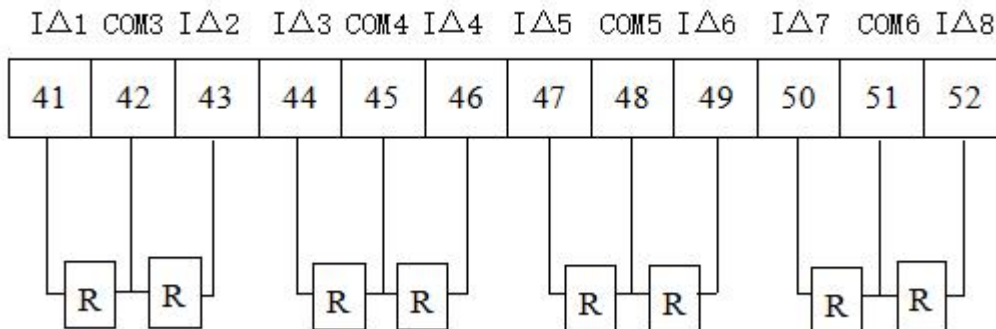 I△1 COM3 I△2 I△3 COM4 I△4 I△5 COM5 I△6 I△7 COM6 I△8
41 42 43 44 45 46 47 48 49 50 51 52
R R R R R R R R